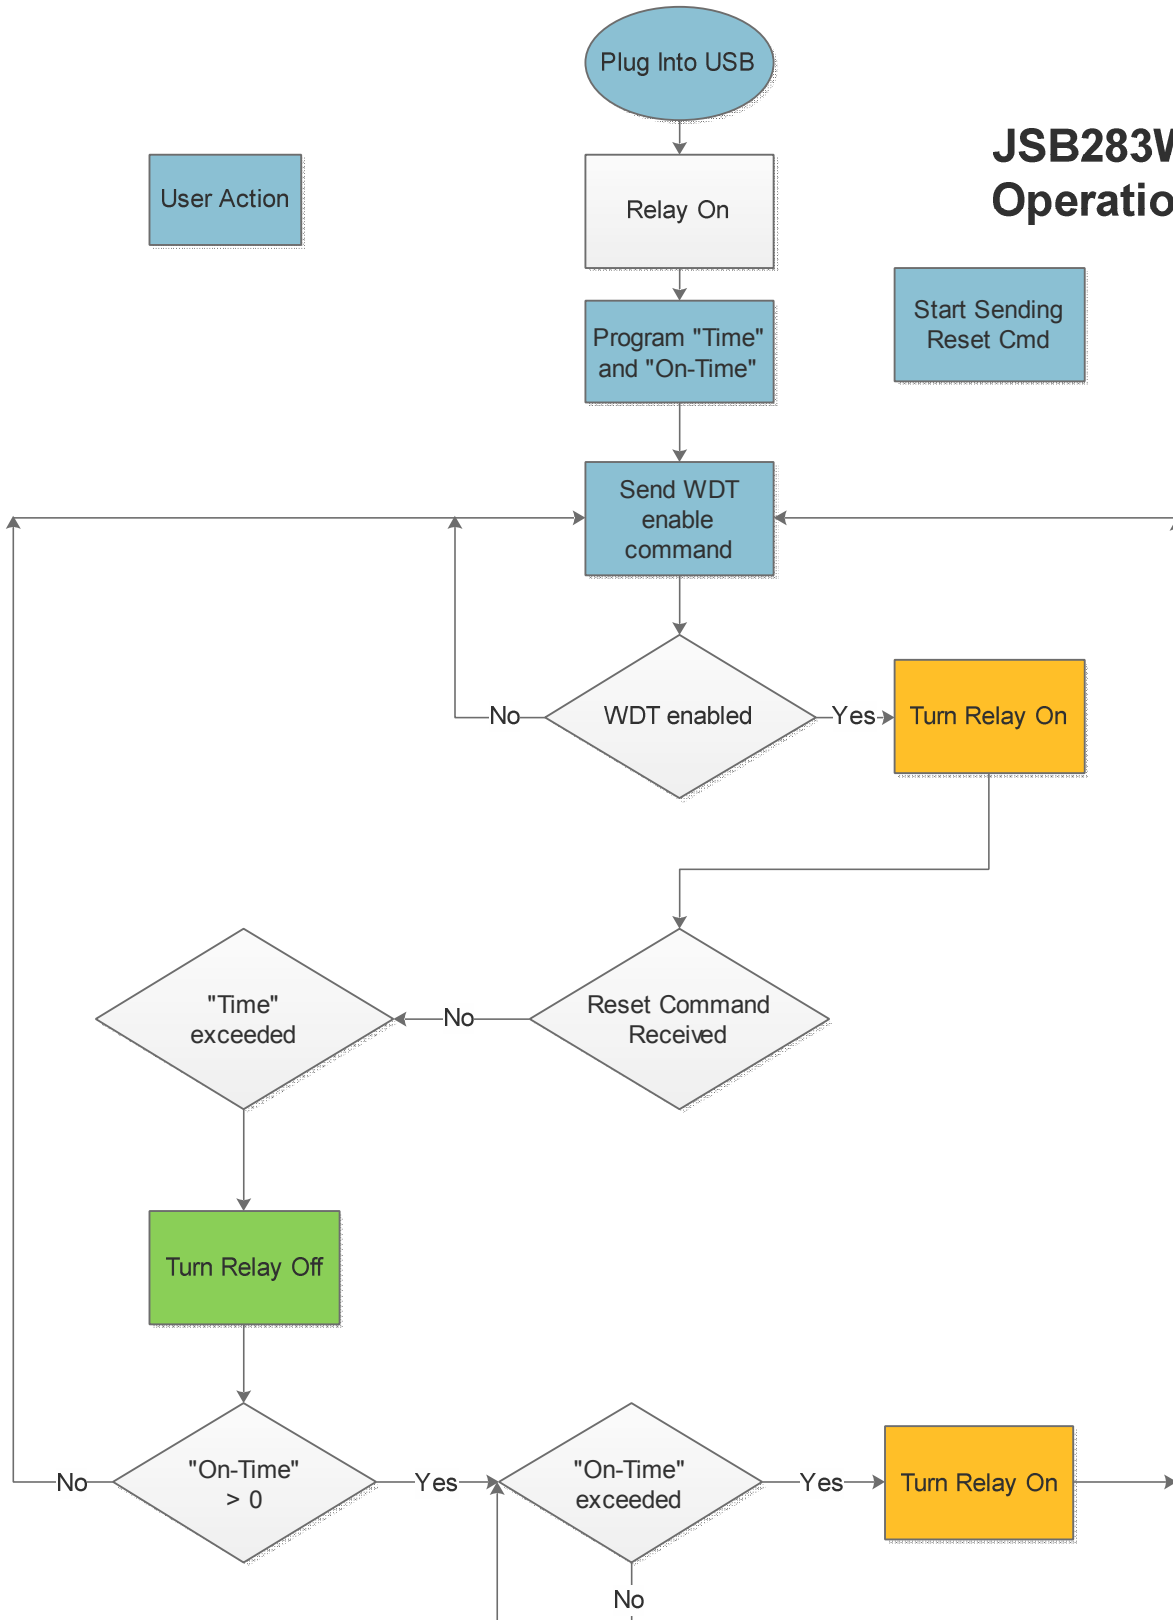 Plug Into USB
JSB283W
Operatio
User Action
Relay On
Start Sending
Reset Cmd
Program "Time"
and "On-Time"
Send WDT
enable
command
No
WDT enabled
Yes
Turn Relay On
"Time"
exceeded
No
Reset Command
Received
Turn Relay Off
No
"On-Time"
> 0
Yes
"On-Time"
exceeded
Yes
Turn Relay On
No